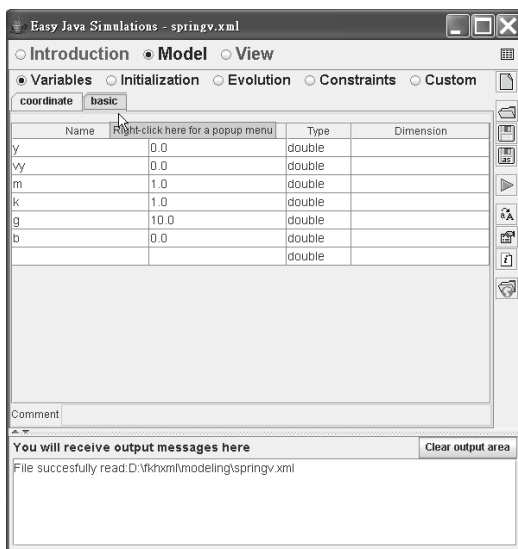 Easy Java Simulations - springv.xml
Introduction Model View
Variables Initialization Evolution Constraints Custom
coordinate basic
Name Right-click here for a popup menu Type Dimension
y 0.0 double
vy 0.0 double
m 1.0 double
k 1.0 double
g 10.0 double
b 0.0 double
double
Comment
You will receive output messages here Clear output area
File succesfully read:D:\fkhxml\modeling\springv.xml